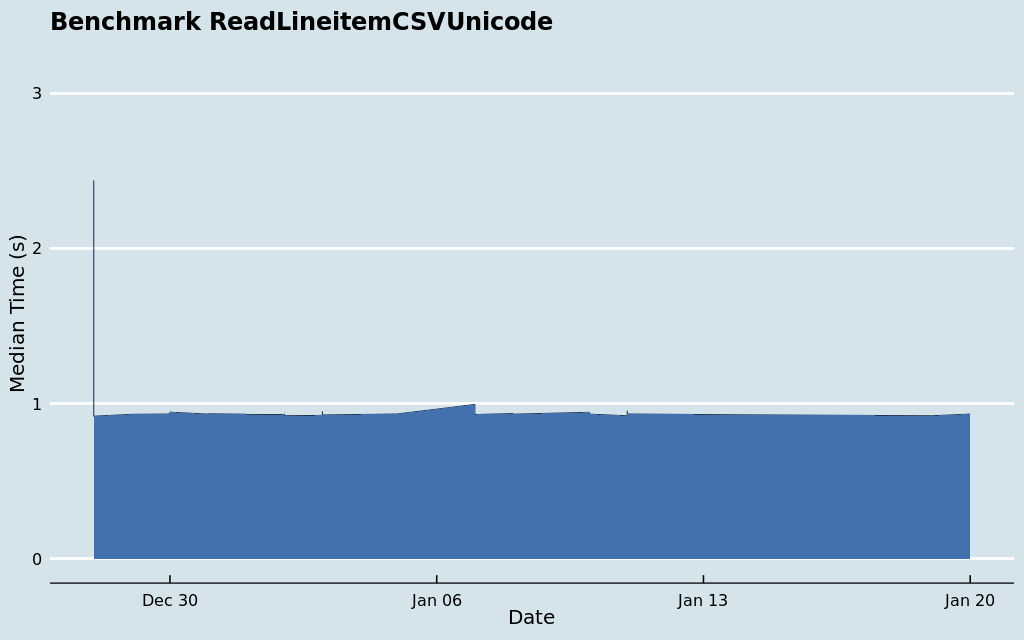 Benchmark ReadLineitemCSVUnicode
3
2
1
0
Median Time (s)
Dec 30
Jan 06
Jan 13
Jan 20
Date